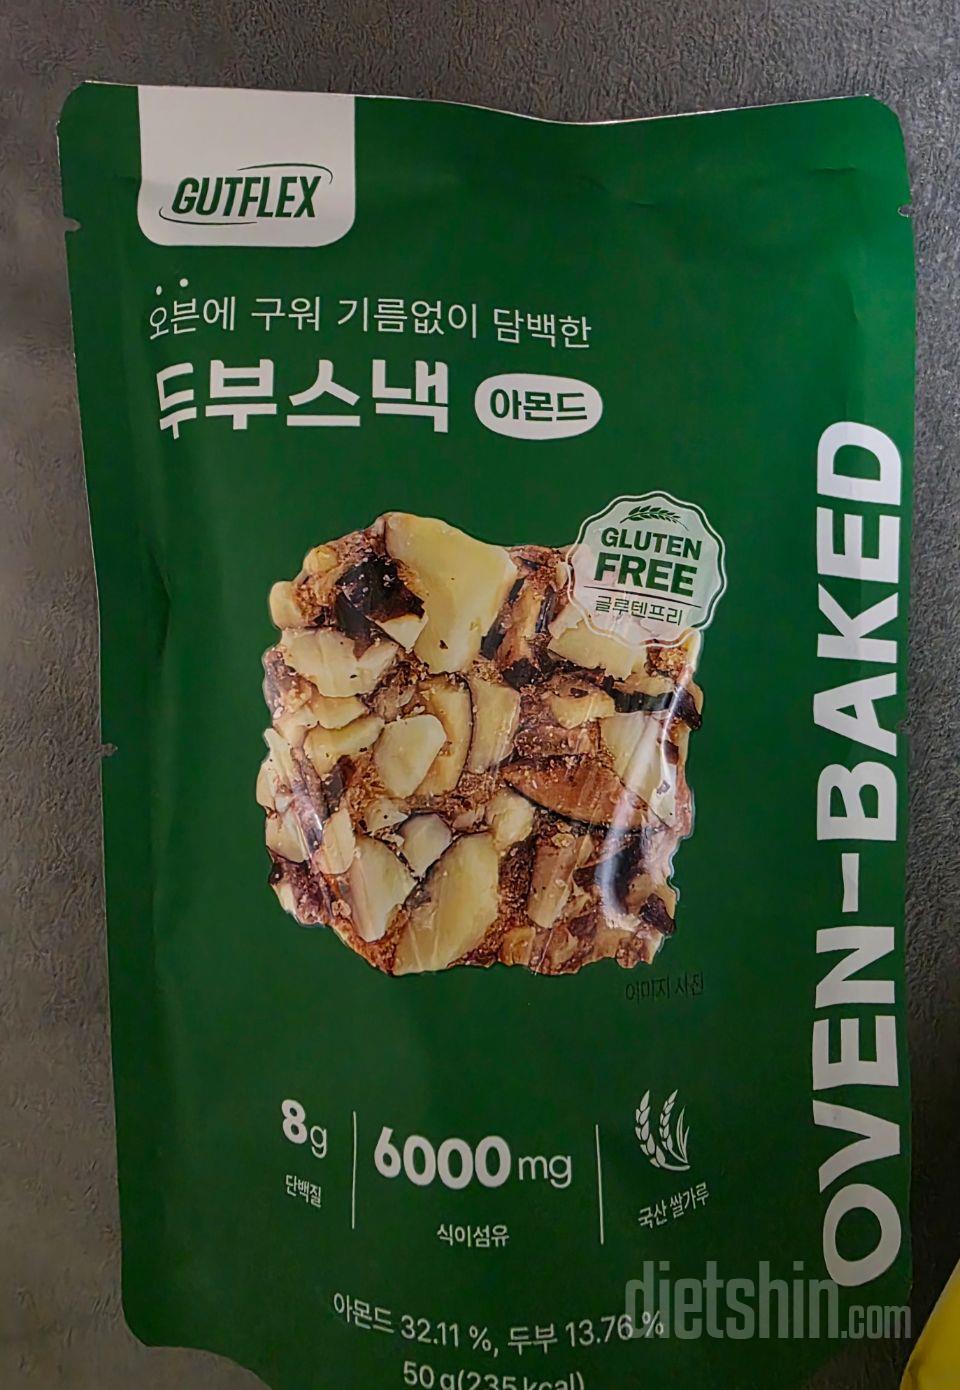 GUTFLEX
오븐에 구워 기름없이 담백한
두부스낵 아몬드
GLUTEN
FREE
글루텐프리
OVEN-BAKED
이미지 사진
8g
단백질
6000mg
식이섬유
국산 쌀가루
아몬드 32.11 %, 두부 13.76 %
50 g(235 kcal)
dietshin.com